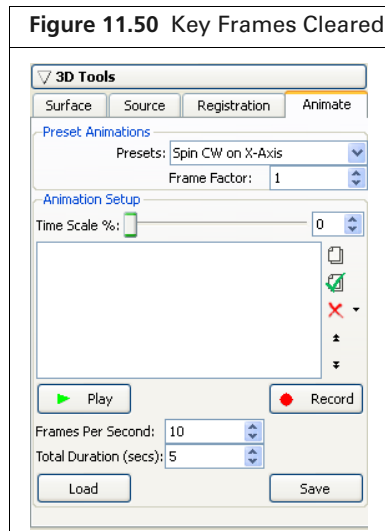 Figure 11.50 Key Frames Cleared
3D Tools
Surface Source Registration Animate
Preset Animations
Presets: Spin CW on X-Axis
Frame Factor: 1
Animation Setup
Time Scale %: 0
Play Record
Frames Per Second: 10
Total Duration (secs): 5
Load Save